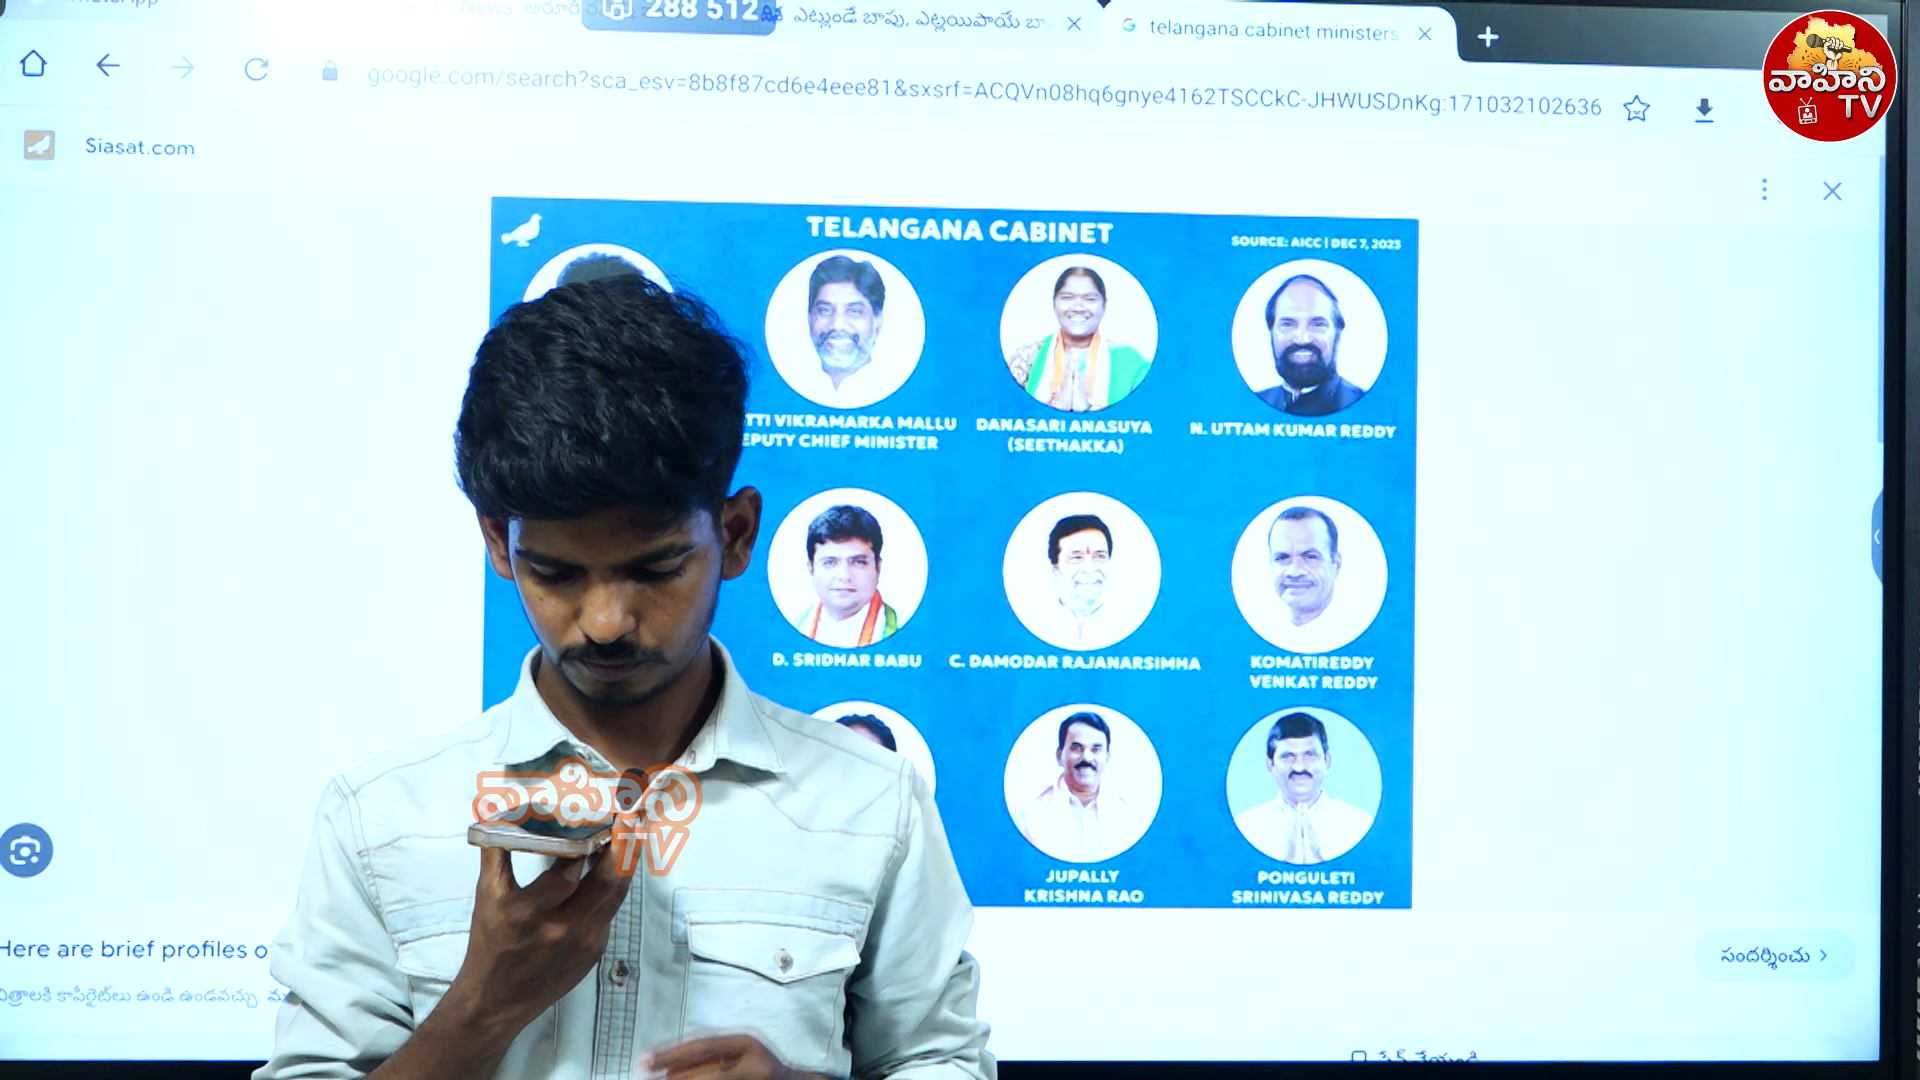 288 512
ఎట్లుండే బాపు, ఎట్లయిపాయే బా
telangana cabinet ministers
google.com/search?sca_esv=8b8f87cd6e4eee81&sxsrf=ACQVn08hq6gnye4162TSCCkC-JHWUSDnKg:171032102636
వాహిని
TV
Siasat.com
TELANGANA CABINET
SOURCE: AICC | DEC 7, 2023
TTI VIKRAMARKA MALLU
EPUTY CHIEF MINISTER
DANASARI ANASUYA
(SEETHAKKA)
N. UTTAM KUMAR REDDY
D. SRIDHAR BABU
C. DAMODAR RAJANARSIMHA
KOMATIREDDY
VENKAT REDDY
వాహిని
TV
JUPALLY
KRISHNA RAO
PONGULETI
SRINIVASA REDDY
Here are brief profiles o
సందర్శించు
చిత్రాలకి కాపీరైట్‌లు ఉండి ఉండవచ్చు.